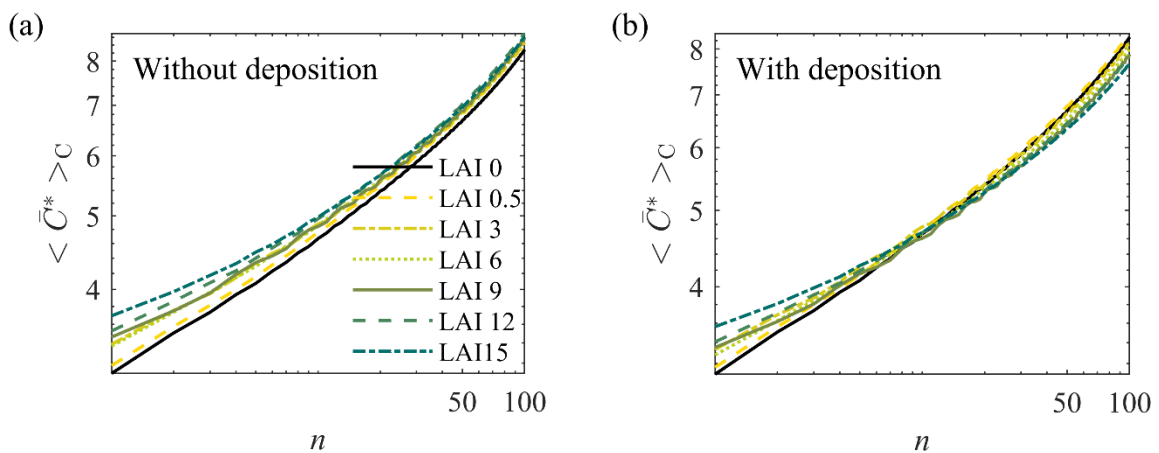 (a)
Without deposition
8
7
6
5
4
< C̄* >C
LAI 0
LAI 0.5
LAI 3
LAI 6
LAI 9
LAI 12
LAI15
50
100
n
(b)
With deposition
8
7
6
5
4
< C̄* >C
50
100
n